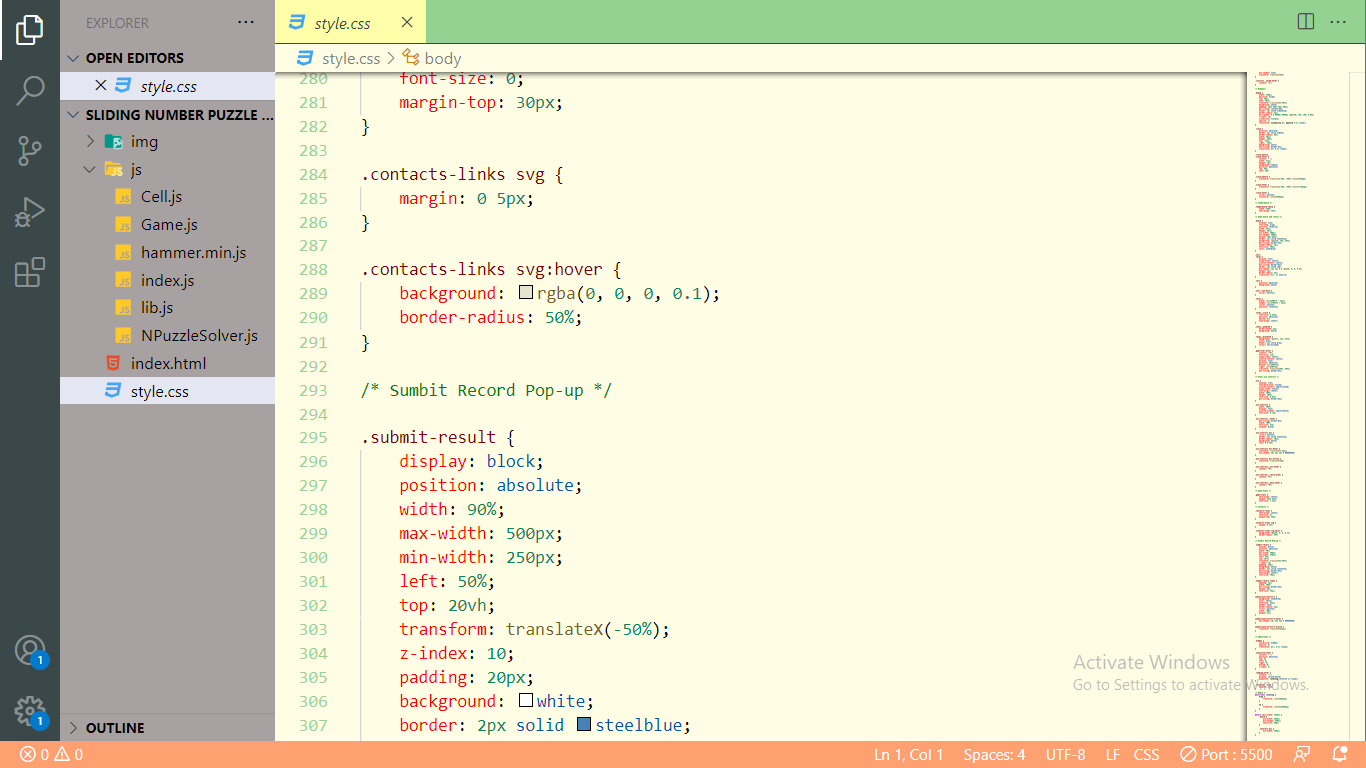 EXPLORER
OPEN EDITORS
style.css
SLIDING NUMBER PUZZLE ...
img
js
Cell.js
Game.js
hammer.min.js
index.js
lib.js
NPuzzleSolver.js
index.html
style.css
OUTLINE
1
1
style.css
style.css > body
280 font-size: 0;
281 margin-top: 30px;
282 }
283
284 .contacts-links svg {
285 margin: 0 5px;
286 }
287
288 .contacts-links svg:hover {
289 background: rgba(0, 0, 0, 0.1);
290 border-radius: 50%;
291 }
292
293 /* Sumbit Record Pop-up */
294
295 .submit-result {
296 display: block;
297 position: absolute;
298 width: 90%;
299 max-width: 500px;
300 min-width: 250px;
301 left: 50%;
302 top: 20vh;
303 transform: translateX(-50%);
304 z-index: 10;
305 padding: 20px;
306 background: white;
307 border: 2px solid steelblue;
Activate Windows
Go to Settings to activate Windows.
0 0 Ln 1, Col 1 Spaces: 4 UTF-8 LF CSS Port : 5500